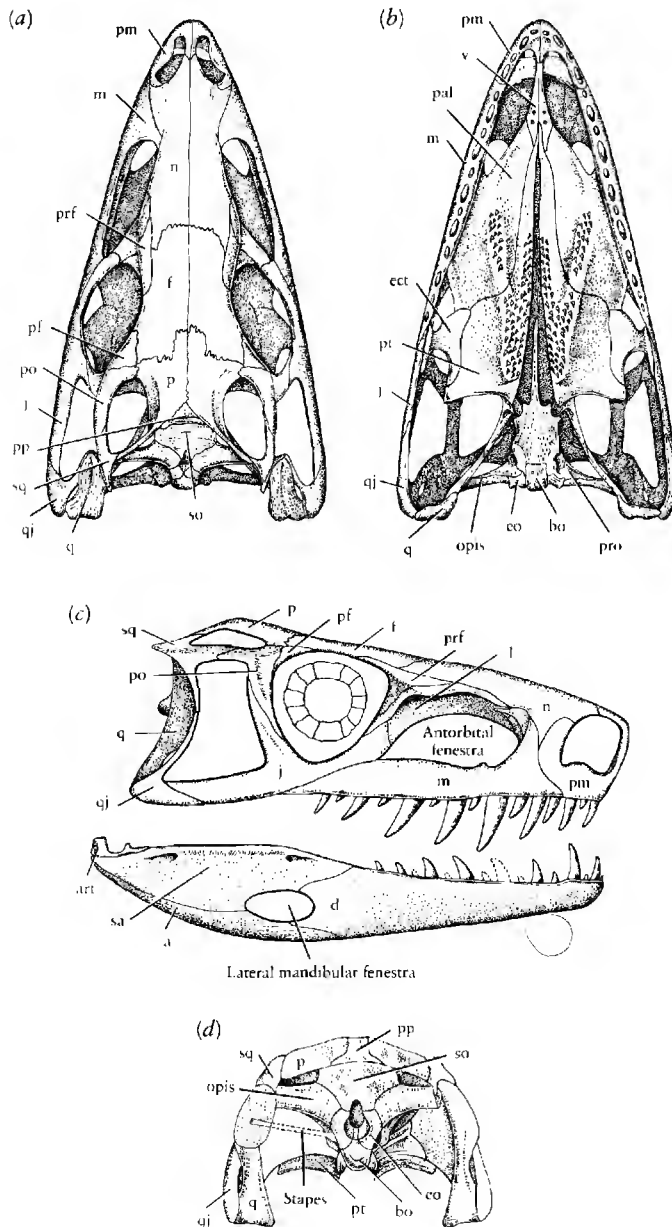 (a)
pm
m
n
prf
f
pf
po
p
j
pp
sq
so
qj
q
(b)
pm
v
pal
m
ect
pt
j
qj
q
opis
eo
bo
pro
(c)
p
sq
pf
f
po
prf
l
n
q
Antorbital
fenestra
j
m
pm
qj
art
sa
d
a
Lateral mandibular fenestra
(d)
pp
sq
p
so
opis
qj
q
Stapes
pt
bo
eo